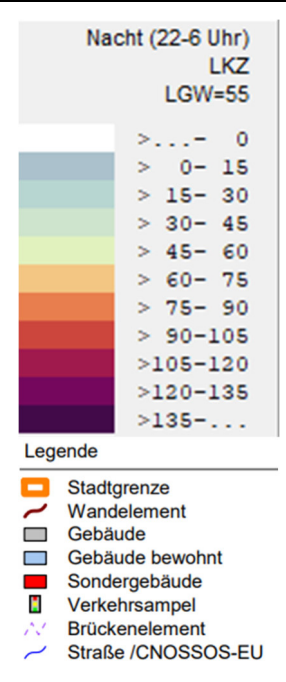 Nacht (22-6 Uhr)
LKZ
LGW=55
>...- 0
> 0- 15
> 15- 30
> 30- 45
> 45- 60
> 60- 75
> 75- 90
> 90-105
>105-120
>120-135
>135-...
Legende
Stadtgrenze
Wandelement
Gebäude
Gebäude bewohnt
Sondergebäude
Verkehrsampel
Brückenelement
Straße /CNOSSOS-EU